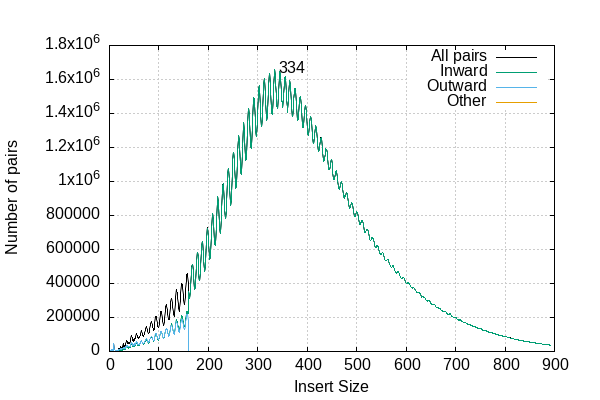 1.8x10^6
1.6x10^6
1.4x10^6
1.2x10^6
1x10^6
800000
600000
400000
200000
0
Number of pairs
334
All pairs
Inward
Outward
Other
0 100 200 300 400 500 600 700 800 900
Insert Size